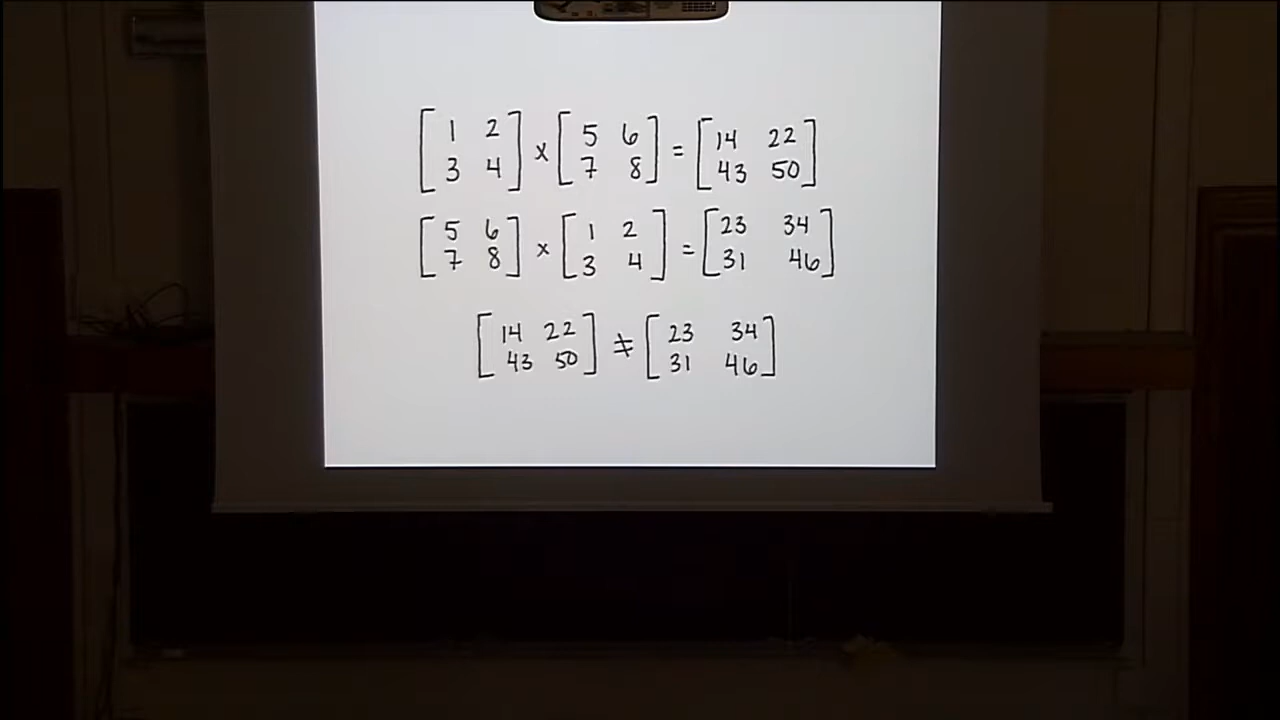 [1 2
3 4] × [5 6
7 8] = [14 22
43 50]
[5 6
7 8] × [1 2
3 4] = [23 34
31 46]
[14 22
43 50] ≠ [23 34
31 46]